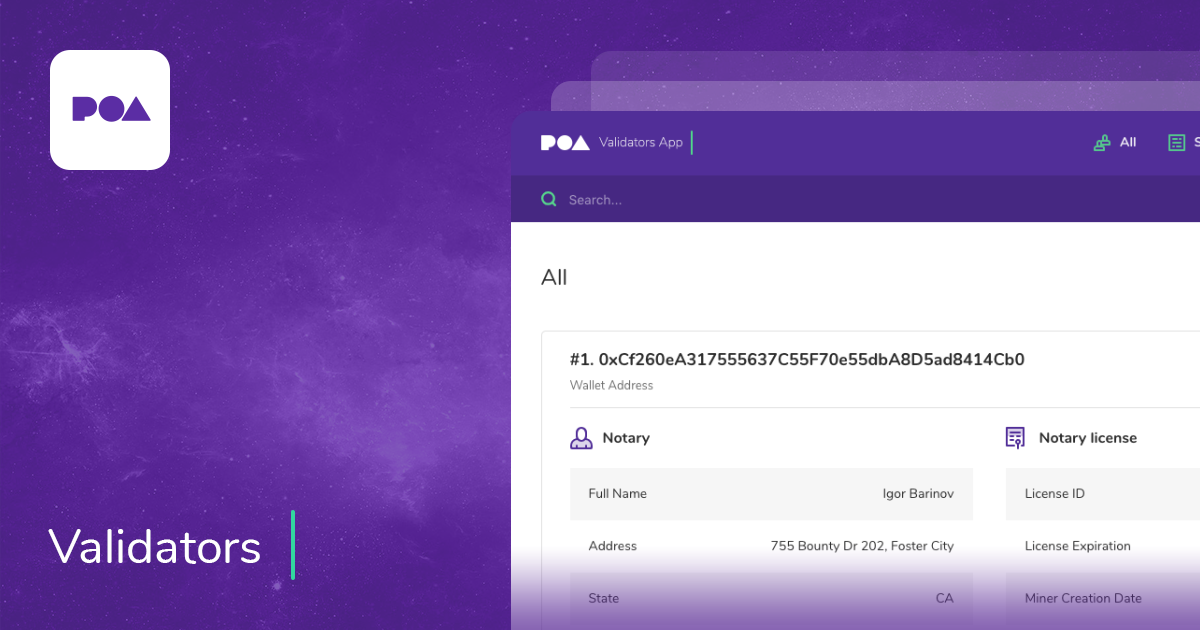 POA
POA Validators App
All
Search...
All
#1. 0xCf260eA317555637C55F70e55dbA8D5ad8414Cb0
Wallet Address
Notary
Notary license
Full Name
Igor Barinov
License ID
Address
755 Bounty Dr 202, Foster City
License Expiration
State
CA
Miner Creation Date
Validators